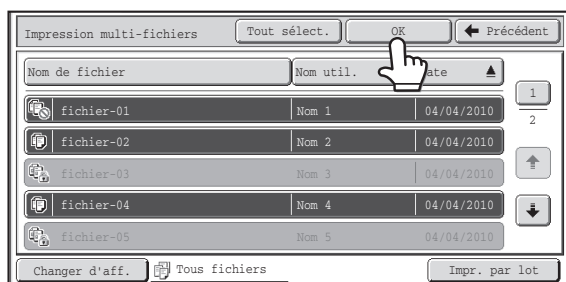 Impression multi-fichiers Tout sélect. OK Précédent
Nom de fichier Nom util. ate
fichier-01 Nom 1 04/04/2010
fichier-02 Nom 2 04/04/2010
fichier-03 Nom 3 04/04/2010
fichier-04 Nom 4 04/04/2010
fichier-05 Nom 5 04/04/2010
1
2
Changer d'aff. Tous fichiers Impr. par lot